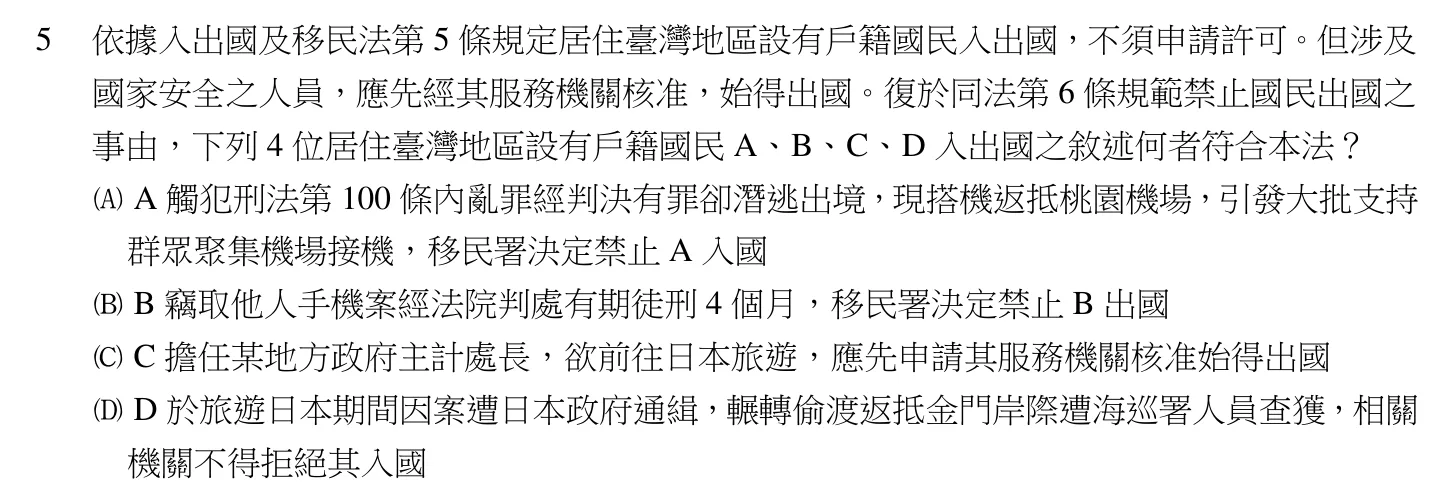 5 依據入出國及移民法第 5 條規定居住臺灣地區設有戶籍國民入出國，不須申請許可。但涉及
國家安全之人員，應先經其服務機關核准，始得出國。復於同法第 6 條規範禁止國民出國之
事由，下列 4 位居住臺灣地區設有戶籍國民 A、B、C、D 入出國之敘述何者符合本法？
(A) A 觸犯刑法第 100 條內亂罪經判決有罪卻潛逃出境，現搭機返抵桃園機場，引發大批支持
群眾聚集機場接機，移民署決定禁止 A 入國
(B) B 竊取他人手機案經法院判處有期徒刑 4 個月，移民署決定禁止 B 出國
(C) C 擔任某地方政府主計處長，欲前往日本旅遊，應先申請其服務機關核准始得出國
(D) D 於旅遊日本期間因案遭日本政府通緝，輾轉偷渡返抵金門岸際遭海巡署人員查獲，相關
機關不得拒絕其入國